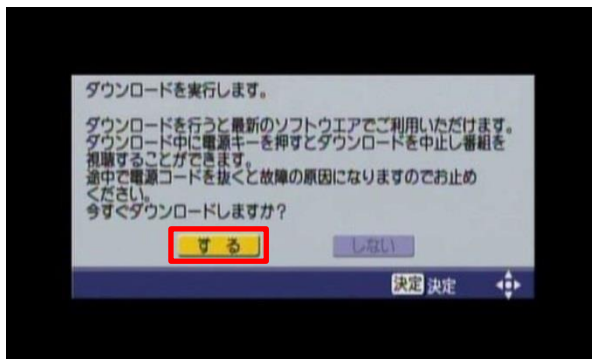 ダウンロードを実行します。
ダウンロードを行うと最新のソフトウエアでご利用いただけます。
ダウンロード中に電源キーを押すとダウンロードを中止し番組を
視聴することができます。
途中で電源コードを抜くと故障の原因になりますのでお止め
ください。
今すぐダウンロードしますか?
する しない
決定 決定